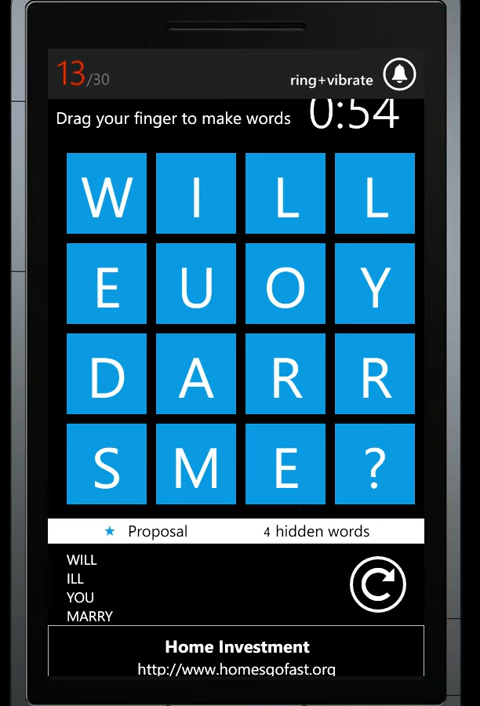 13/30 ring+vibrate
Drag your finger to make words 0:54
W I L L
E U O Y
D A R R
S M E ?
★ Proposal 4 hidden words
WILL
ILL
YOU
MARRY
Home Investment
http://www.homesgofast.org